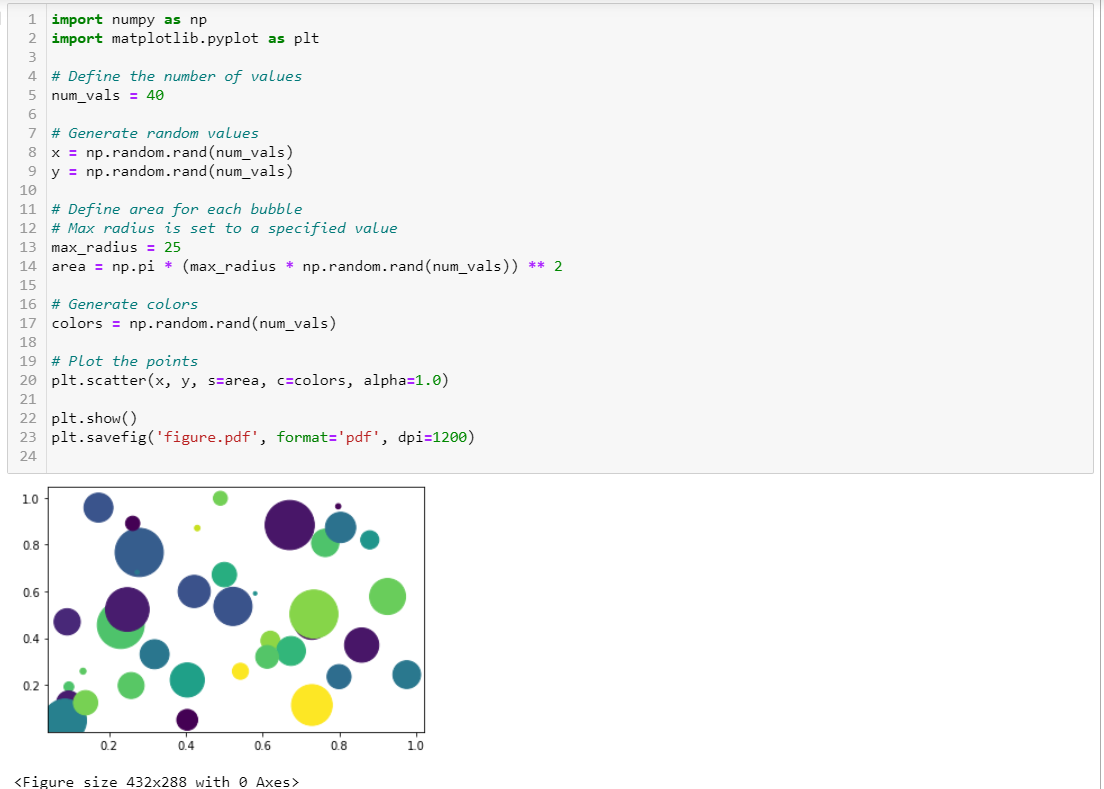 1 import numpy as np
2 import matplotlib.pyplot as plt
3
4 # Define the number of values
5 num_vals = 40
6
7 # Generate random values
8 x = np.random.rand(num_vals)
9 y = np.random.rand(num_vals)
10
11 # Define area for each bubble
12 # Max radius is set to a specified value
13 max_radius = 25
14 area = np.pi * (max_radius * np.random.rand(num_vals)) ** 2
15
16 # Generate colors
17 colors = np.random.rand(num_vals)
18
19 # Plot the points
20 plt.scatter(x, y, s=area, c=colors, alpha=1.0)
21
22 plt.show()
23 plt.savefig('figure.pdf', format='pdf', dpi=1200)
24
1.0
0.8
0.6
0.4
0.2
0.2 0.4 0.6 0.8 1.0
<Figure size 432x288 with 0 Axes>